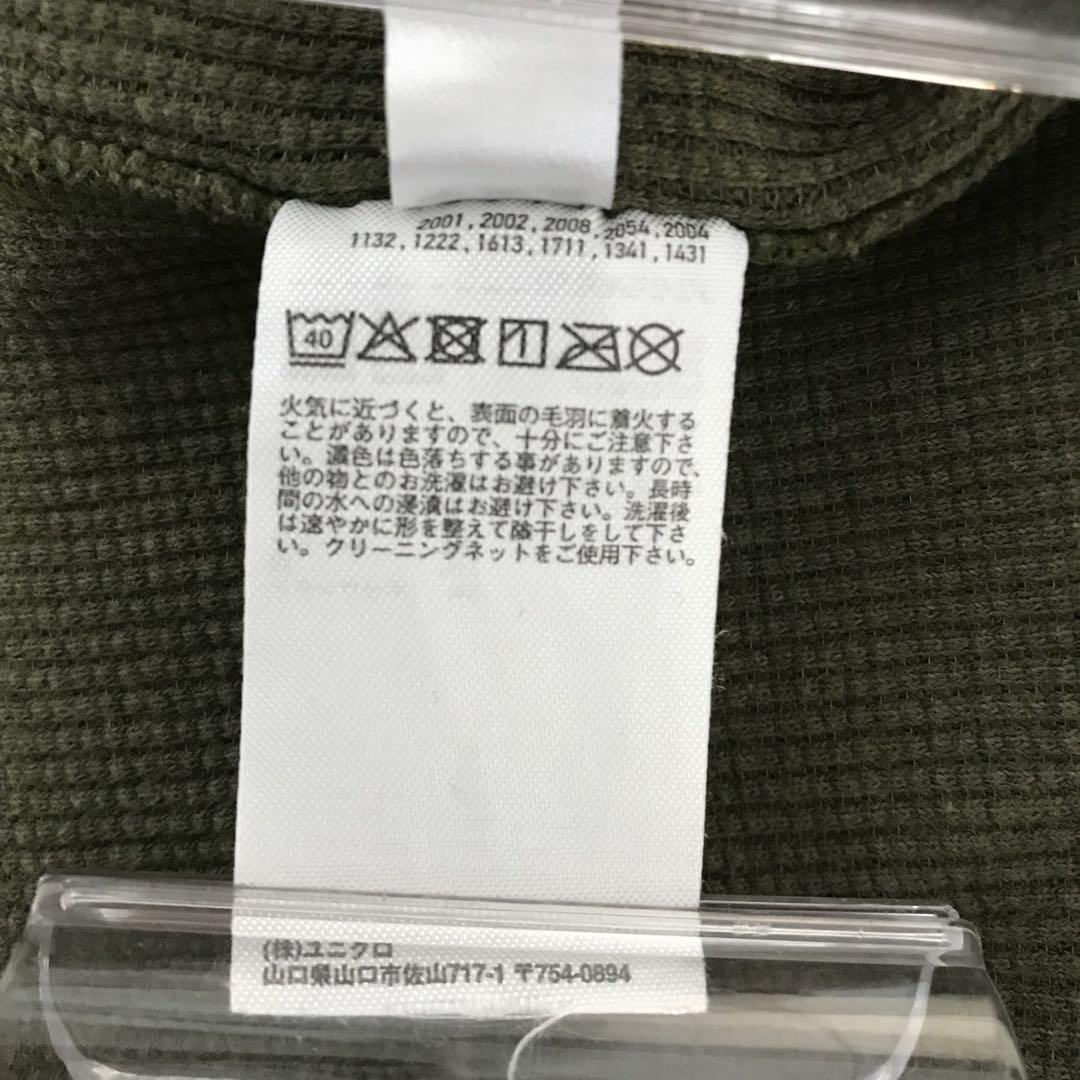 2001,2002,2008,2054,2004
1132,1222,1613,1711,1341,1431
40
火気に近づくと、表面の毛羽に着火する
ことがありますので、十分にご注意下さ
い。濃色は色落ちする事がありますので、
他の物とのお洗濯はお避け下さい。長時
間の水への浸漬はお避け下さい。洗濯後
は速やかに形を整えて陰干しをして下さ
い。クリーニングネットをご使用下さい。
(株)ユニクロ
山口県山口市佐山717-1 〒754-0894